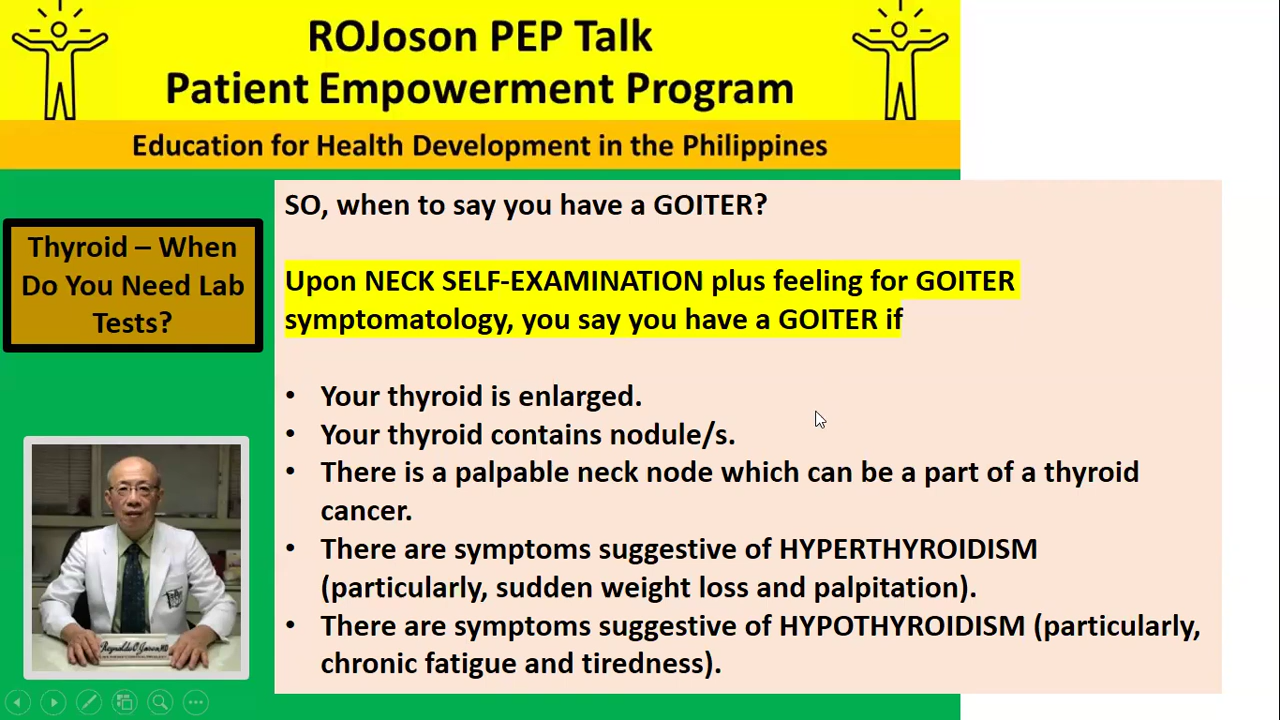 ROJoson PEP Talk
Patient Empowerment Program
Education for Health Development in the Philippines
Thyroid – When
Do You Need Lab
Tests?
SO, when to say you have a GOITER?
Upon NECK SELF-EXAMINATION plus feeling for GOITER
symptomatology, you say you have a GOITER if
• Your thyroid is enlarged.
• Your thyroid contains nodule/s.
• There is a palpable neck node which can be a part of a thyroid
cancer.
• There are symptoms suggestive of HYPERTHYROIDISM
(particularly, sudden weight loss and palpitation).
• There are symptoms suggestive of HYPOTHYROIDISM (particularly,
chronic fatigue and tiredness).
Reynaldo O. Joson, MD